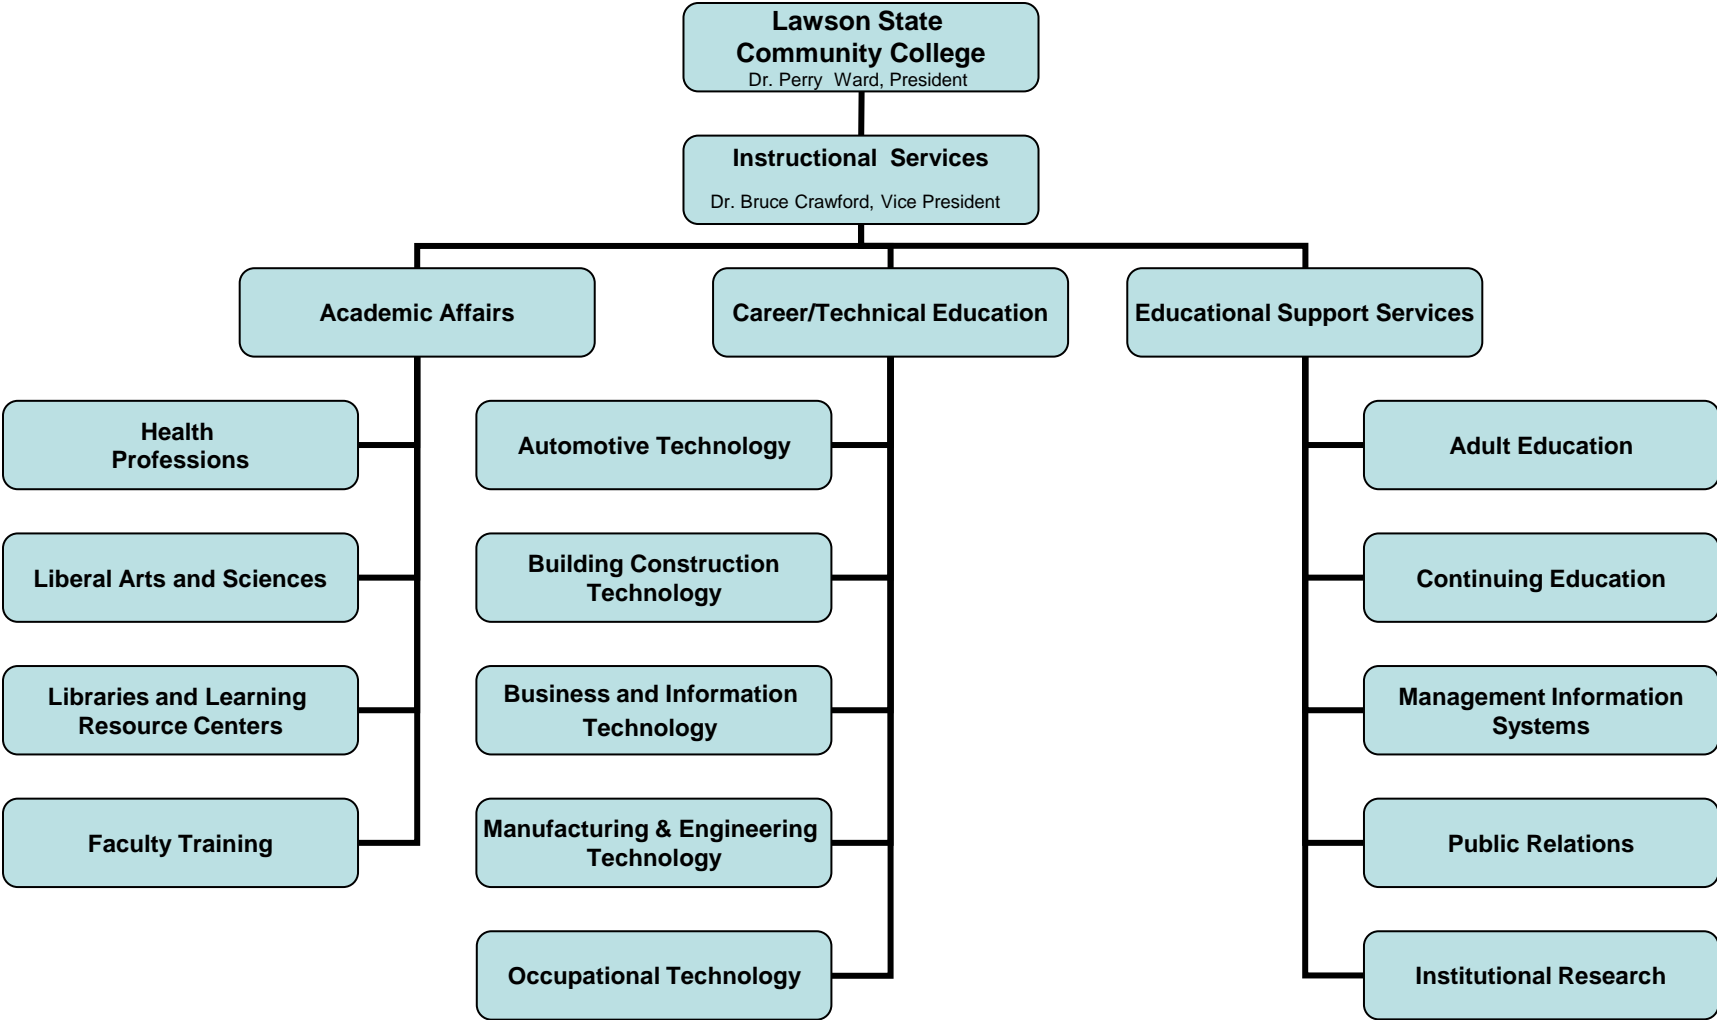 Lawson State
Community College
Dr. Perry Ward, President
Instructional Services
Dr. Bruce Crawford, Vice President
Academic Affairs
Career/Technical Education
Educational Support Services
Health
Professions
Automotive Technology
Adult Education
Liberal Arts and Sciences
Building Construction
Technology
Continuing Education
Libraries and Learning
Resource Centers
Business and Information
Technology
Management Information
Systems
Faculty Training
Manufacturing & Engineering
Technology
Public Relations
Occupational Technology
Institutional Research